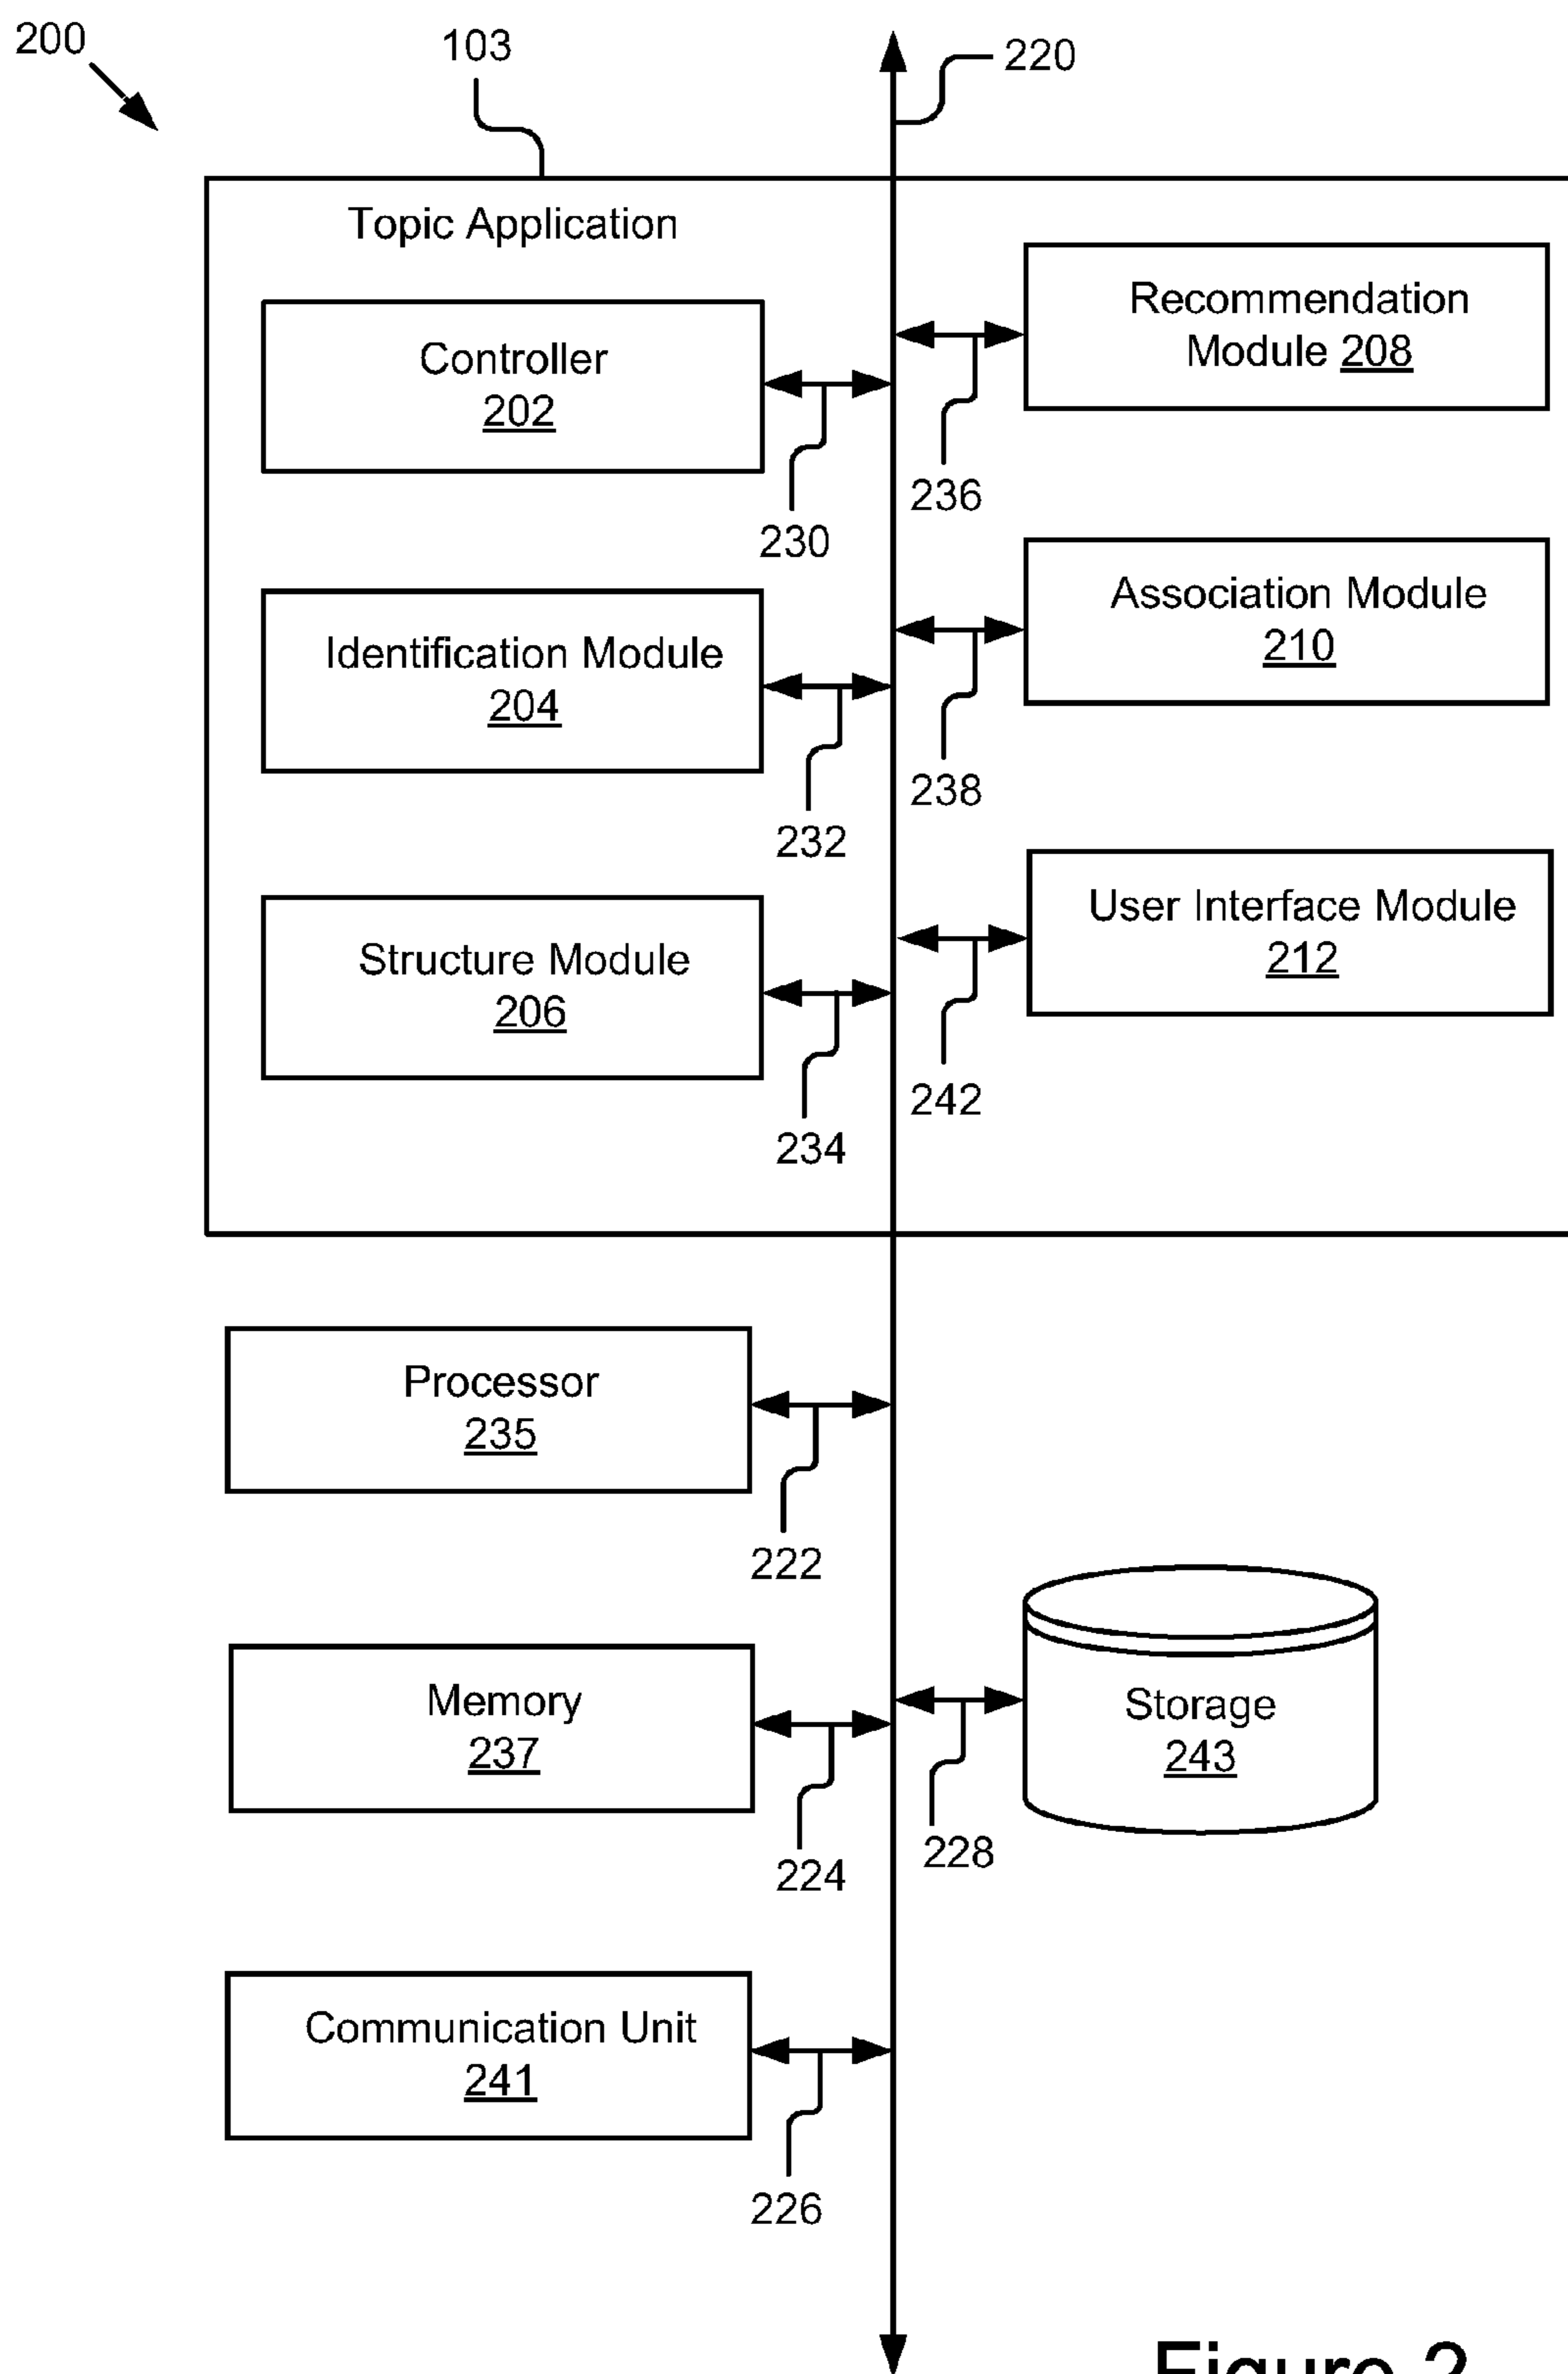 200
103
220
Topic Application
Controller
202
230
Recommendation
Module 208
236
Identification Module
204
232
Association Module
210
238
Structure Module
206
234
User Interface Module
212
242
Processor
235
222
Memory
237
224
Storage
243
228
Communication Unit
241
226
Figure 2